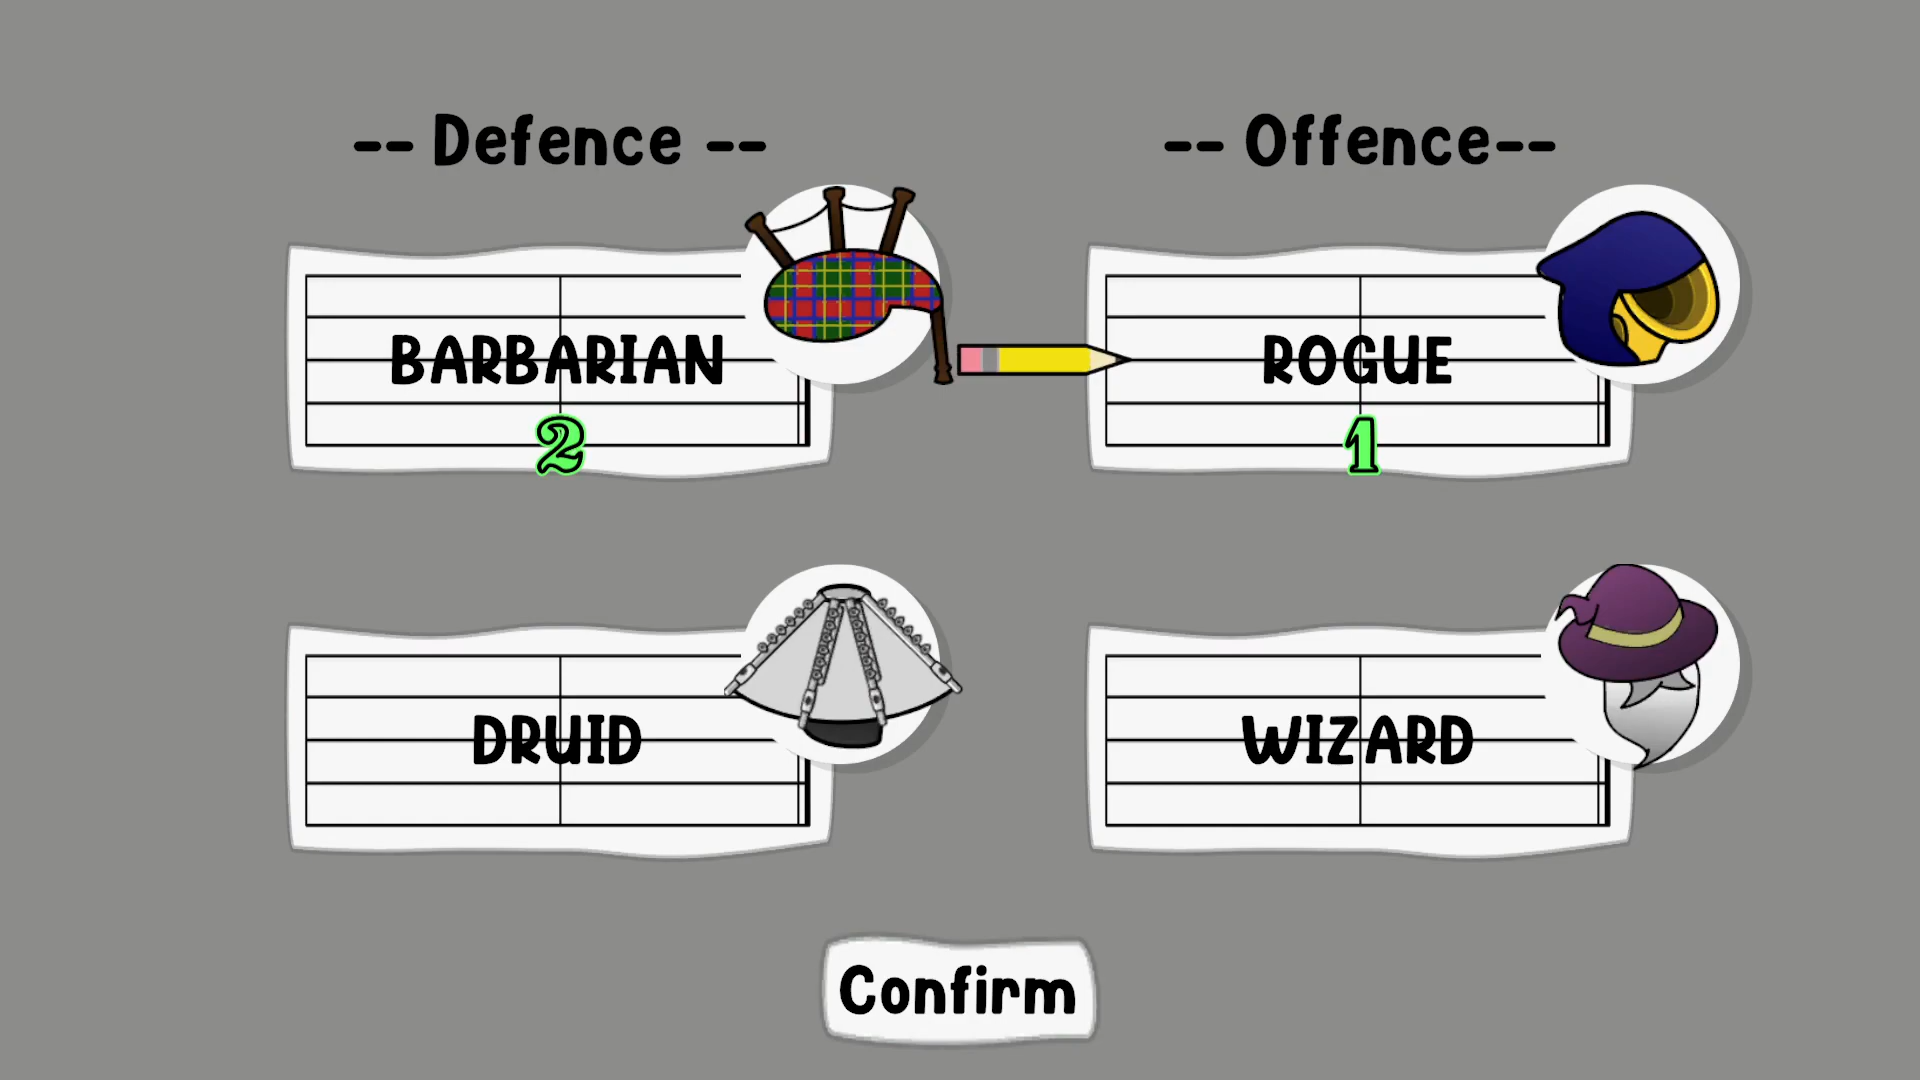 -- Defence --
-- Offence--
BARBARIAN
2
ROGUE
1
DRUID
WIZARD
Confirm